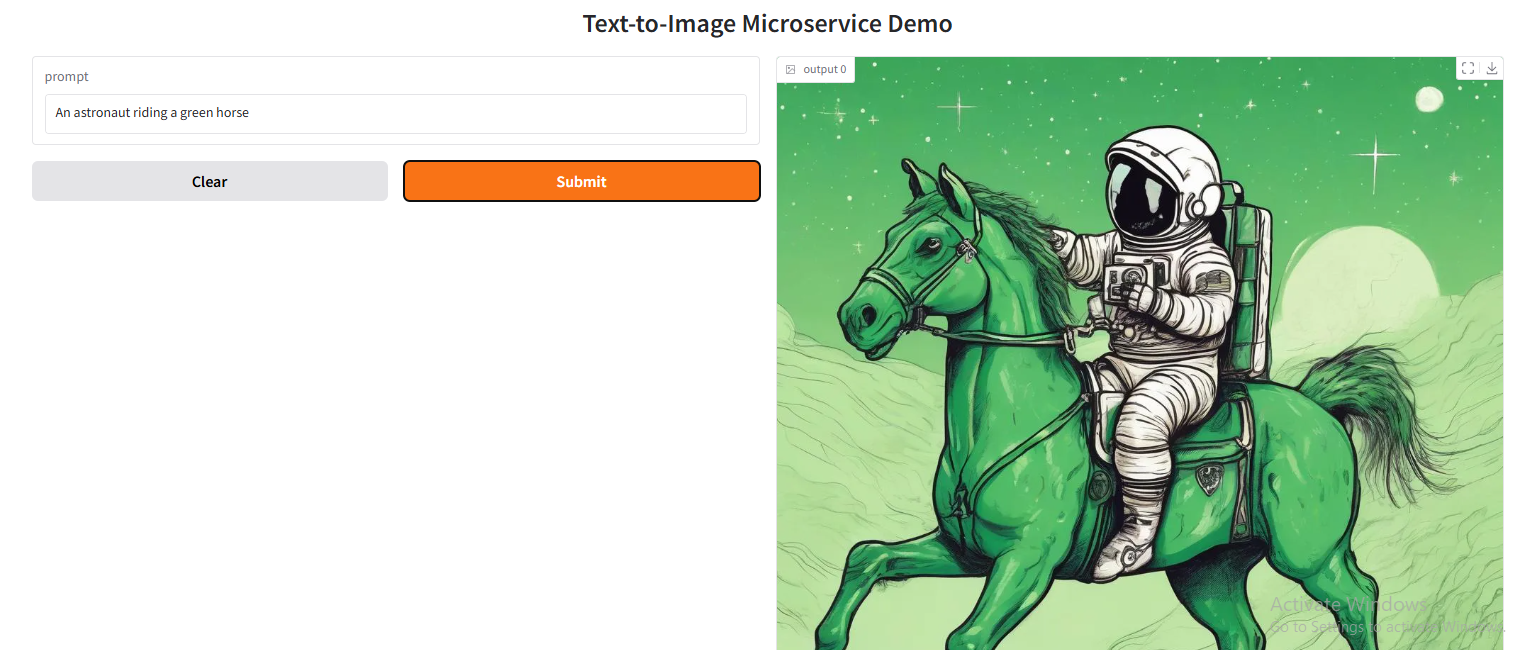 Text-to-Image Microservice Demo
prompt
An astronaut riding a green horse
Clear
Submit
output 0
Activate Windows
Go to Settings to activate Windows.